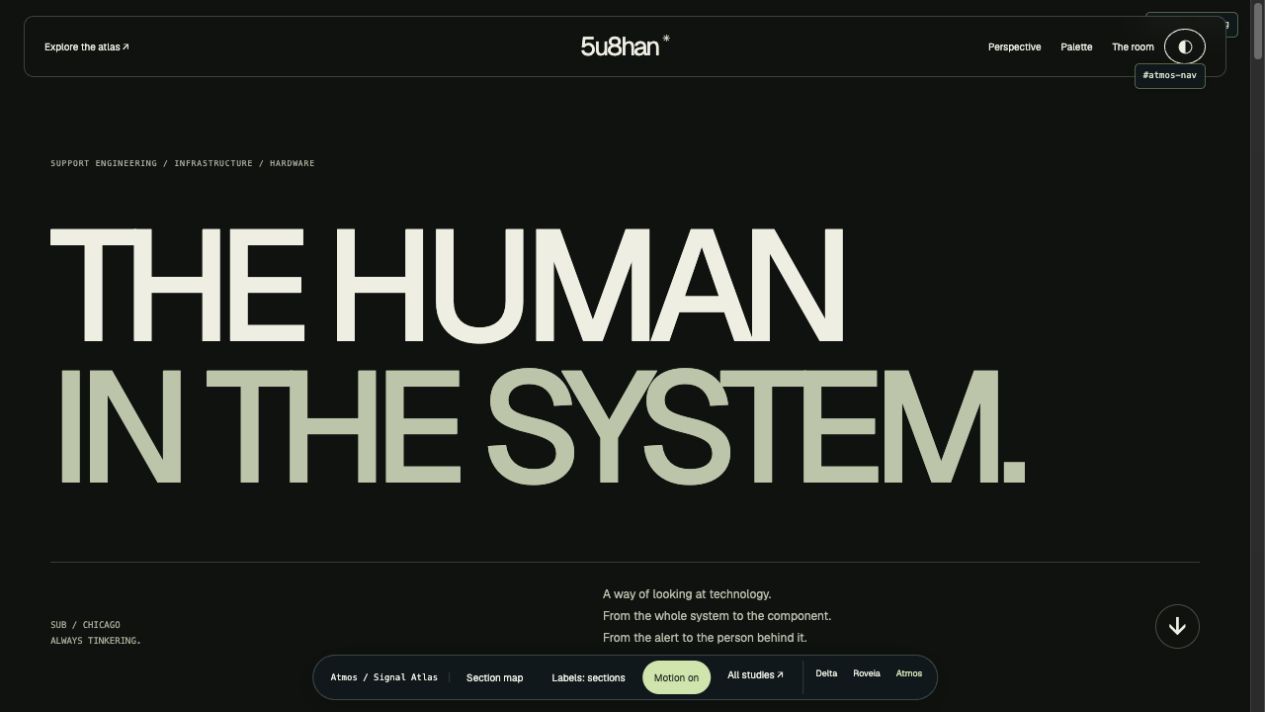 Explore the atlas ↗
5u8han *
Perspective
Palette
The room
#atmos-nav
SUPPORT ENGINEERING / INFRASTRUCTURE / HARDWARE
THE HUMAN
IN THE SYSTEM.
A way of looking at technology.
From the whole system to the component.
From the alert to the person behind it.
SUB / CHICAGO
ALWAYS TINKERING.
Atmos / Signal Atlas
Section map
Labels: sections
Motion on
All studies ↗
Delta
Roveia
Atmos